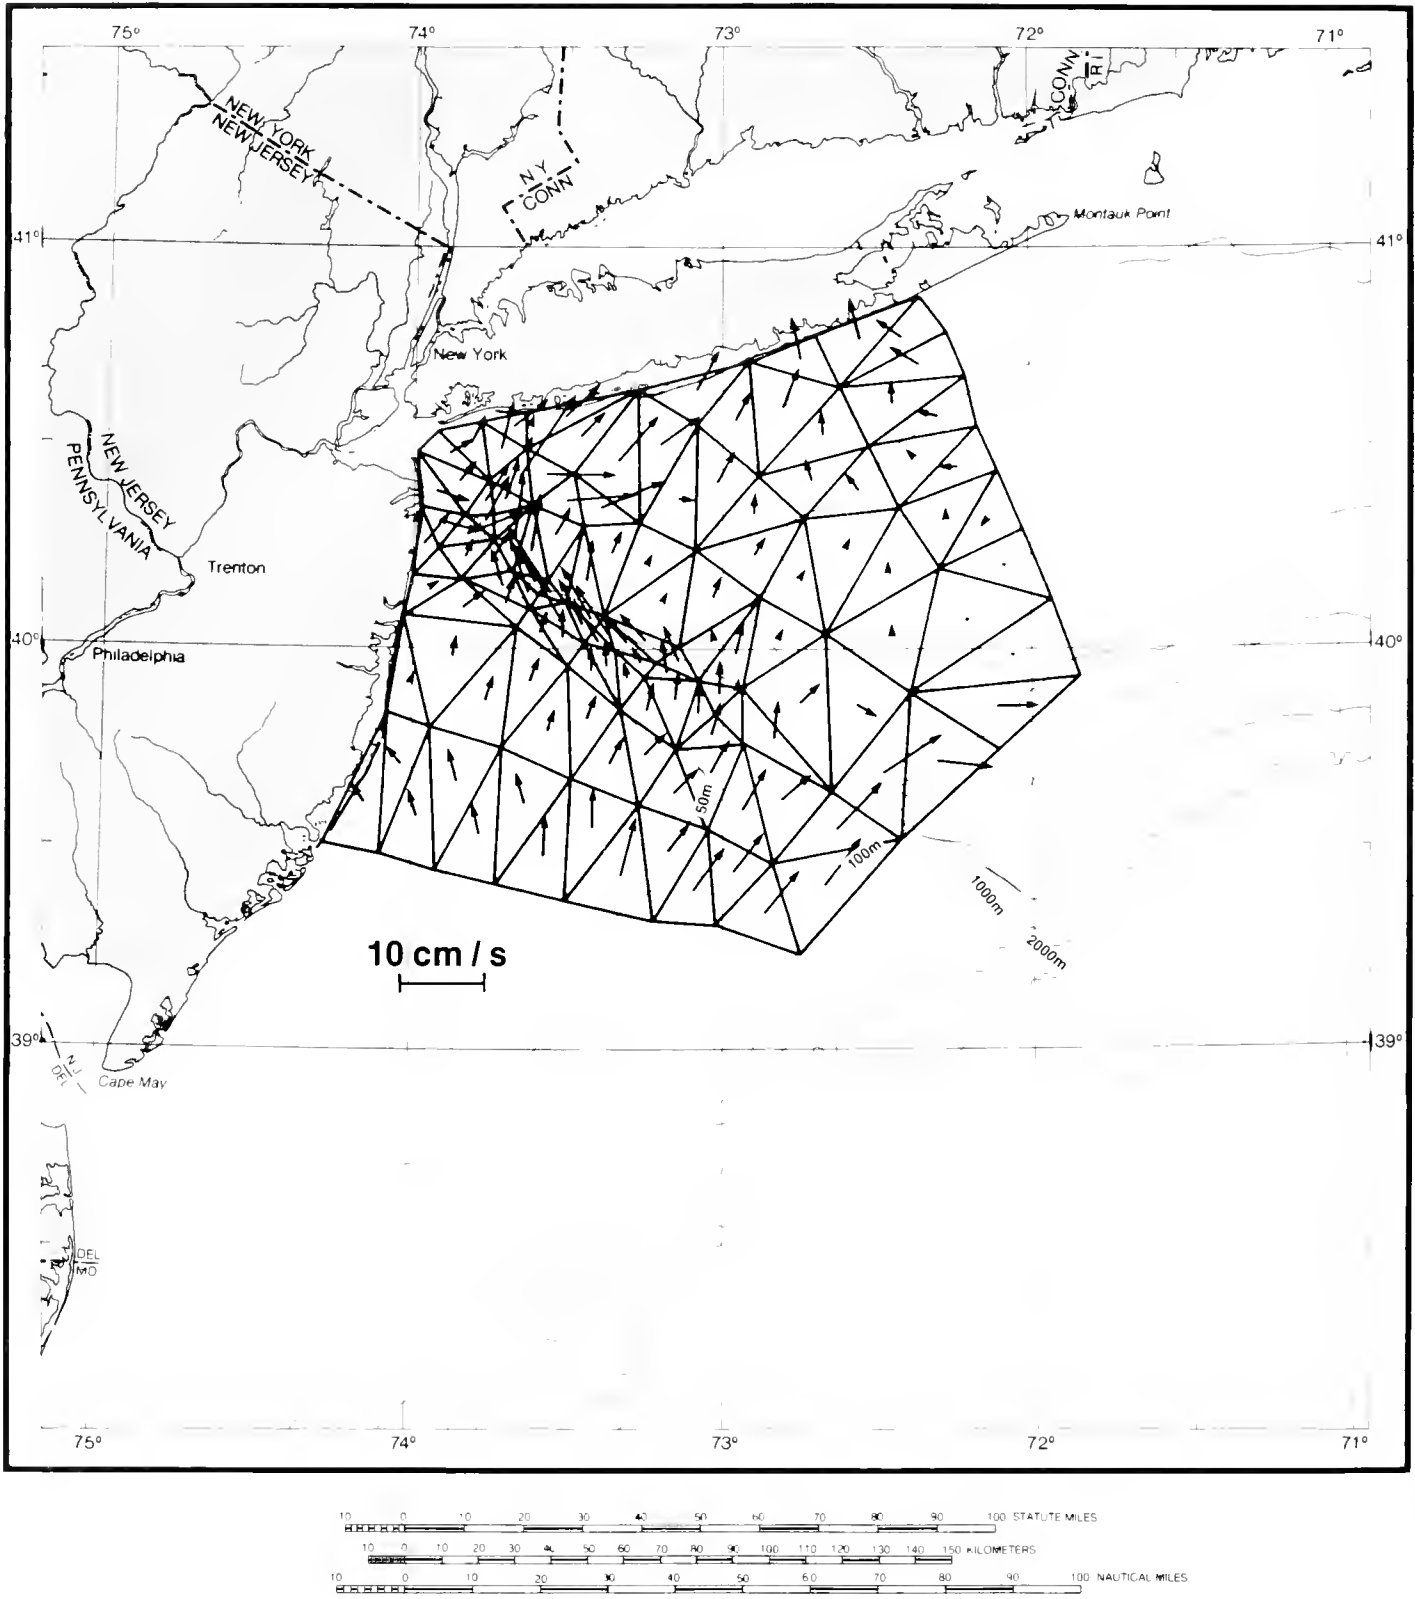 75° 74° 73° 72° 71°
CONN
RI
NEW YORK
NEW JERSEY
NY
CONN
Montauk Point
41° 41°
New York
NEW JERSEY
PENNSYLVANIA
Trenton
40° 40°
Philadelphia
50m
100m
1000m
2000m
10 cm / s
39° 39°
NJ
DEL
Cape May
DEL
MD
75° 74° 73° 72° 71°
10 0 10 20 30 40 50 60 70 80 90 100 STATUTE MILES
10 0 10 20 30 40 50 60 70 80 90 100 110 120 130 140 150 KILOMETERS
10 0 10 20 30 40 50 60 70 80 90 100 NAUTICAL MILES